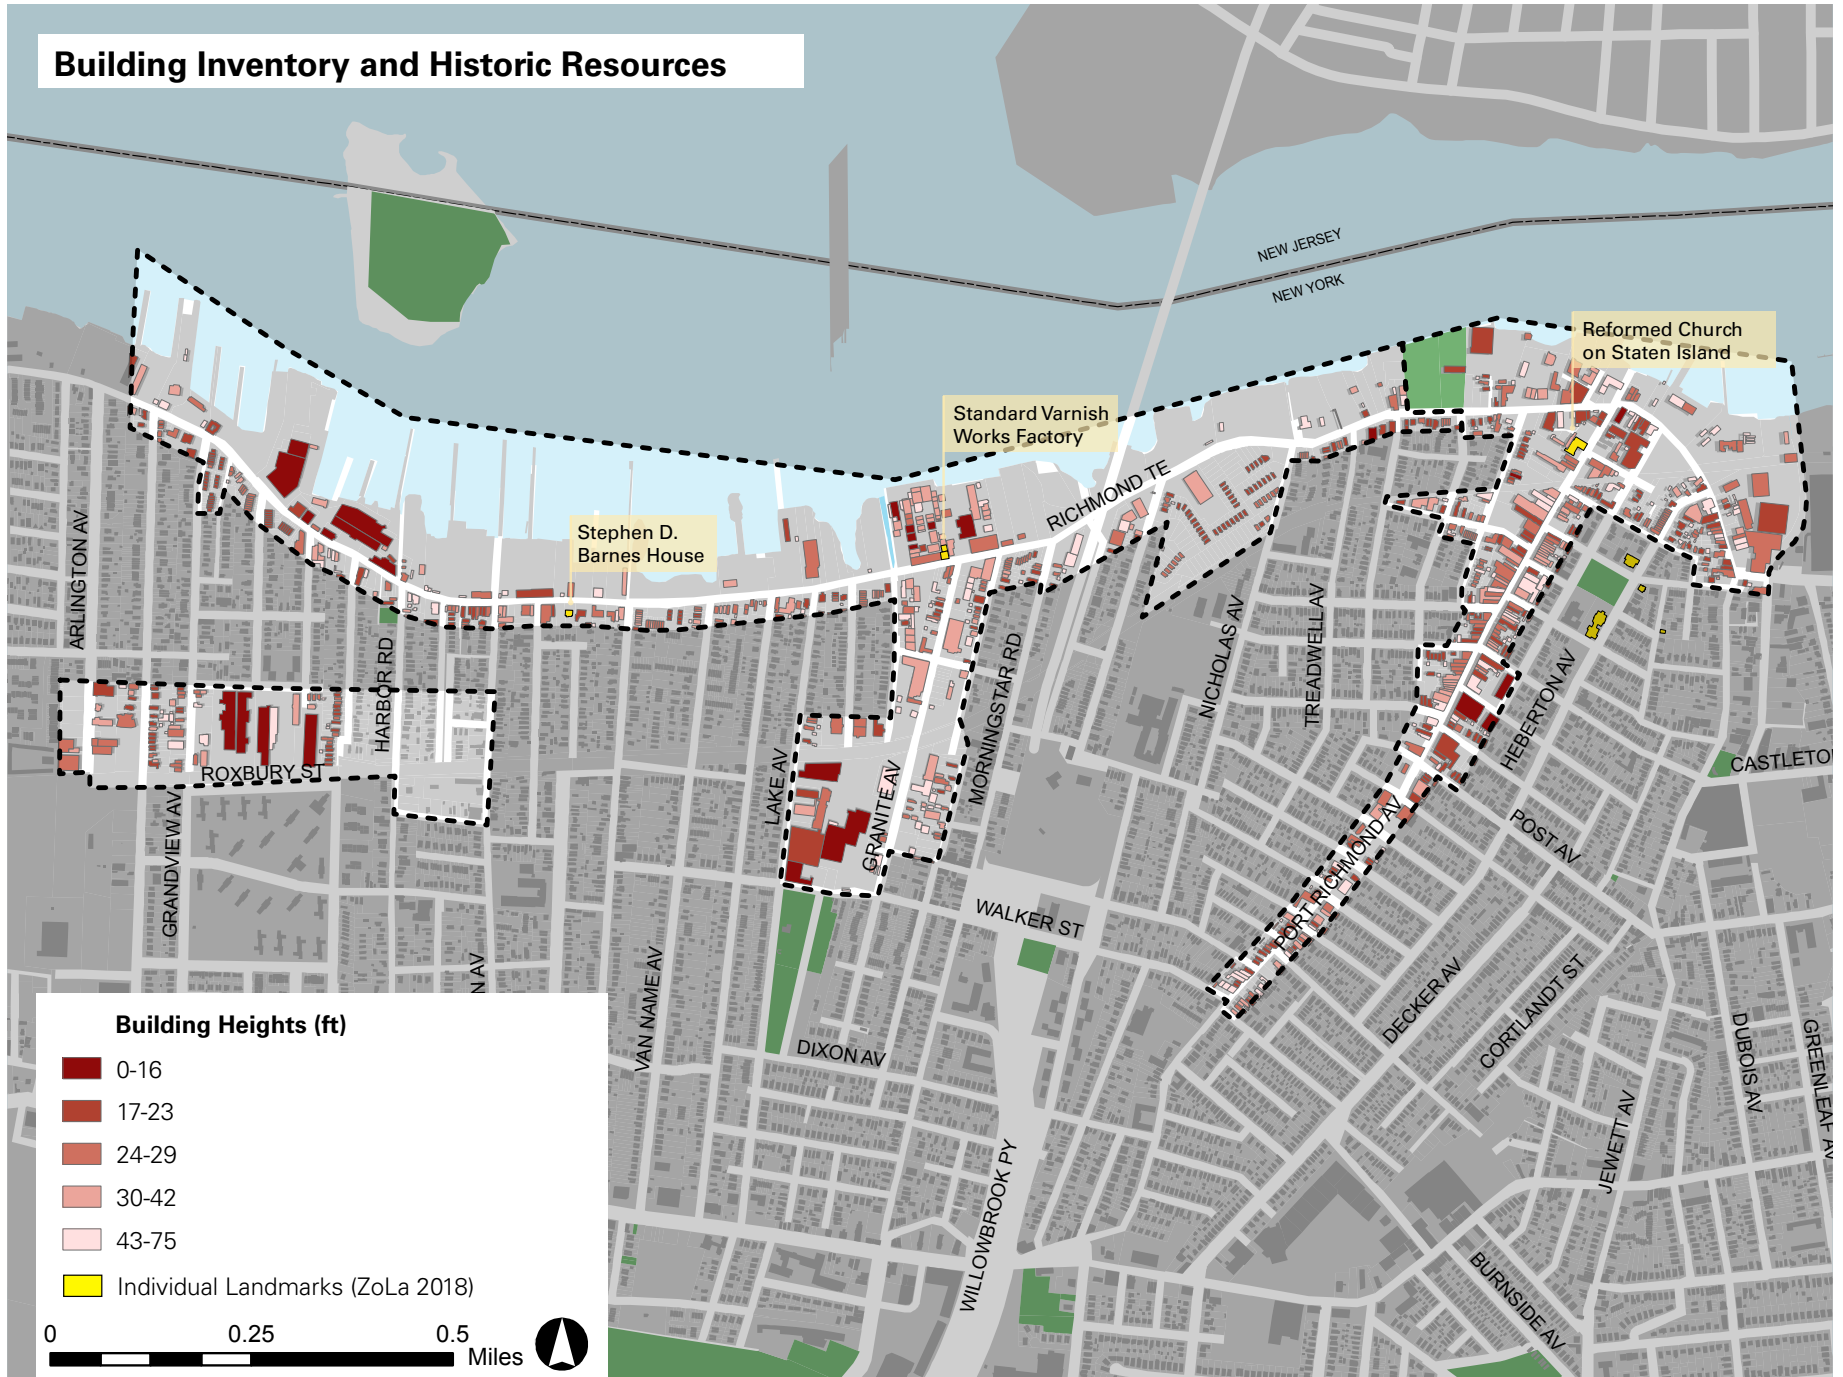 Building Inventory and Historic Resources
NEW JERSEY
NEW YORK
Reformed Church
on Staten Island
Standard Varnish
Works Factory
Stephen D.
Barnes House
RICHMOND TE
ARLINGTON AV
HARBOR RD
ROXBURY ST
GRANDVIEW AV
LAKE AV
GRANITE AV
MORNINGSTAR RD
NICHOLAS AV
TREADWELL AV
HEBERTON AV
CASTLETO
POST AV
PORT RICHMOND AV
WALKER ST
VAN NAME AV
N AV
DIXON AV
DECKER AV
CORTLANDT ST
DUBOIS AV
GREENLEAF AV
JEWETT AV
WILLOWBROOK PY
BURNSIDE AV
Building Heights (ft)
0-16
17-23
24-29
30-42
43-75
Individual Landmarks (ZoLa 2018)
0 0.25 0.5
Miles